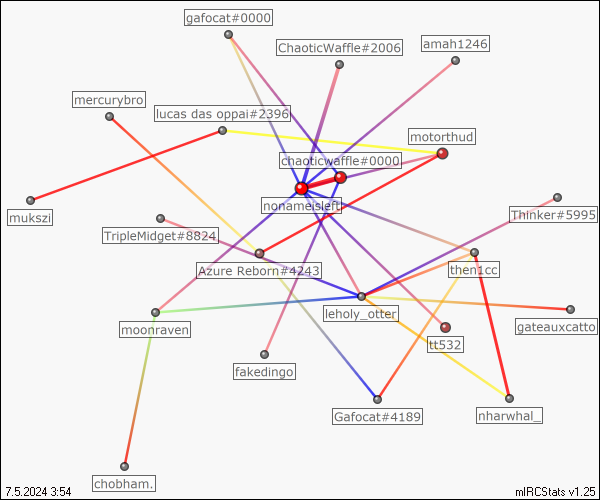 gafocat#0000
ChaoticWaffle#2006
amah1246
mercurybro
lucas das oppai#2396
motorthud
chaoticwaffle#0000
nonameisleft
mukszi
Thinker#5995
TripleMidget#8824
Azure Reborn#4243
then1cc
leholy_otter
moonraven
gateauxcatto
tt532
fakedingo
Gafocat#4189
nharwhal_
chobham.
7.5.2024 3:54
mIRCStats v1.25